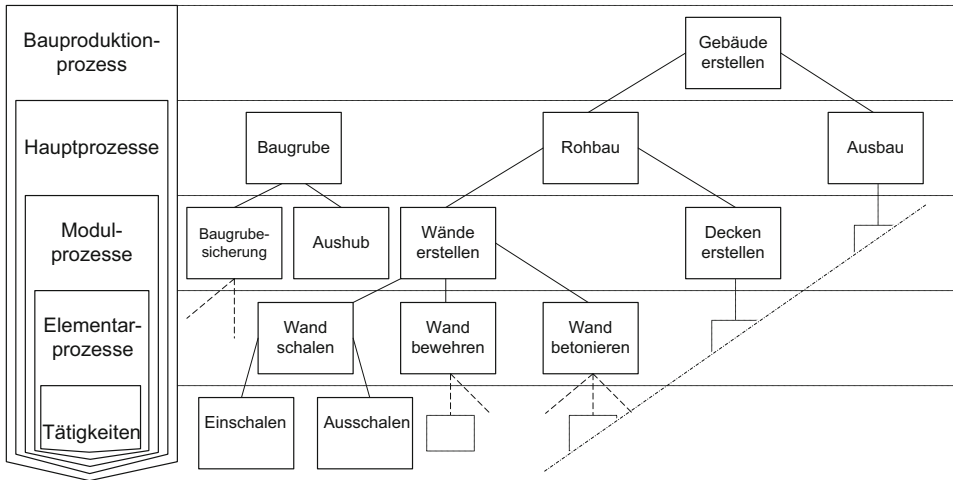 Bauproduktion-
prozess
Gebäude
erstellen
Hauptprozesse
Baugrube
Rohbau
Ausbau
Modul-
prozesse
Baugrube-
sicherung
Aushub
Wände
erstellen
Decken
erstellen
Elementar-
prozesse
Wand
schalen
Wand
bewehren
Wand
betonieren
Tätigkeiten
Einschalen
Ausschalen